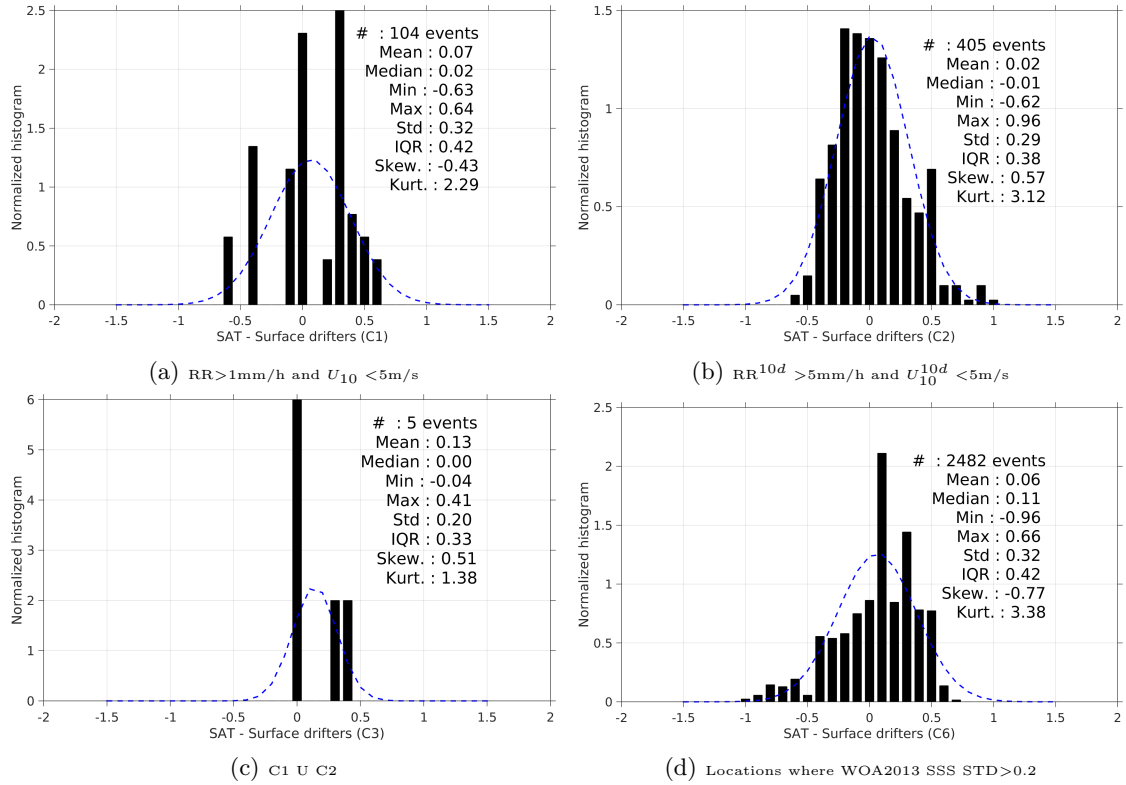 2.5
2
1.5
1
0.5
0
Normalized histogram
# : 104 events
Mean : 0.07
Median : 0.02
Min : -0.63
Max : 0.64
Std : 0.32
IQR : 0.42
Skew. : -0.43
Kurt. : 2.29
-2 -1.5 -1 -0.5 0 0.5 1 1.5 2
SAT - Surface drifters (C1)
(a) RR>1mm/h and U10 <5m/s
1.5
1
0.5
0
Normalized histogram
# : 405 events
Mean : 0.02
Median : -0.01
Min : -0.62
Max : 0.96
Std : 0.29
IQR : 0.38
Skew. : 0.57
Kurt. : 3.12
-2 -1.5 -1 -0.5 0 0.5 1 1.5 2
SAT - Surface drifters (C2)
(b) RR^10d >5mm/h and U10^10d <5m/s
6
5
4
3
2
1
0
Normalized histogram
# : 5 events
Mean : 0.13
Median : 0.00
Min : -0.04
Max : 0.41
Std : 0.20
IQR : 0.33
Skew. : 0.51
Kurt. : 1.38
-2 -1.5 -1 -0.5 0 0.5 1 1.5 2
SAT - Surface drifters (C3)
(c) C1 U C2
2.5
2
1.5
1
0.5
0
Normalized histogram
# : 2482 events
Mean : 0.06
Median : 0.11
Min : -0.96
Max : 0.66
Std : 0.32
IQR : 0.42
Skew. : -0.77
Kurt. : 3.38
-2 -1.5 -1 -0.5 0 0.5 1 1.5 2
SAT - Surface drifters (C6)
(d) Locations where WOA2013 SSS STD>0.2